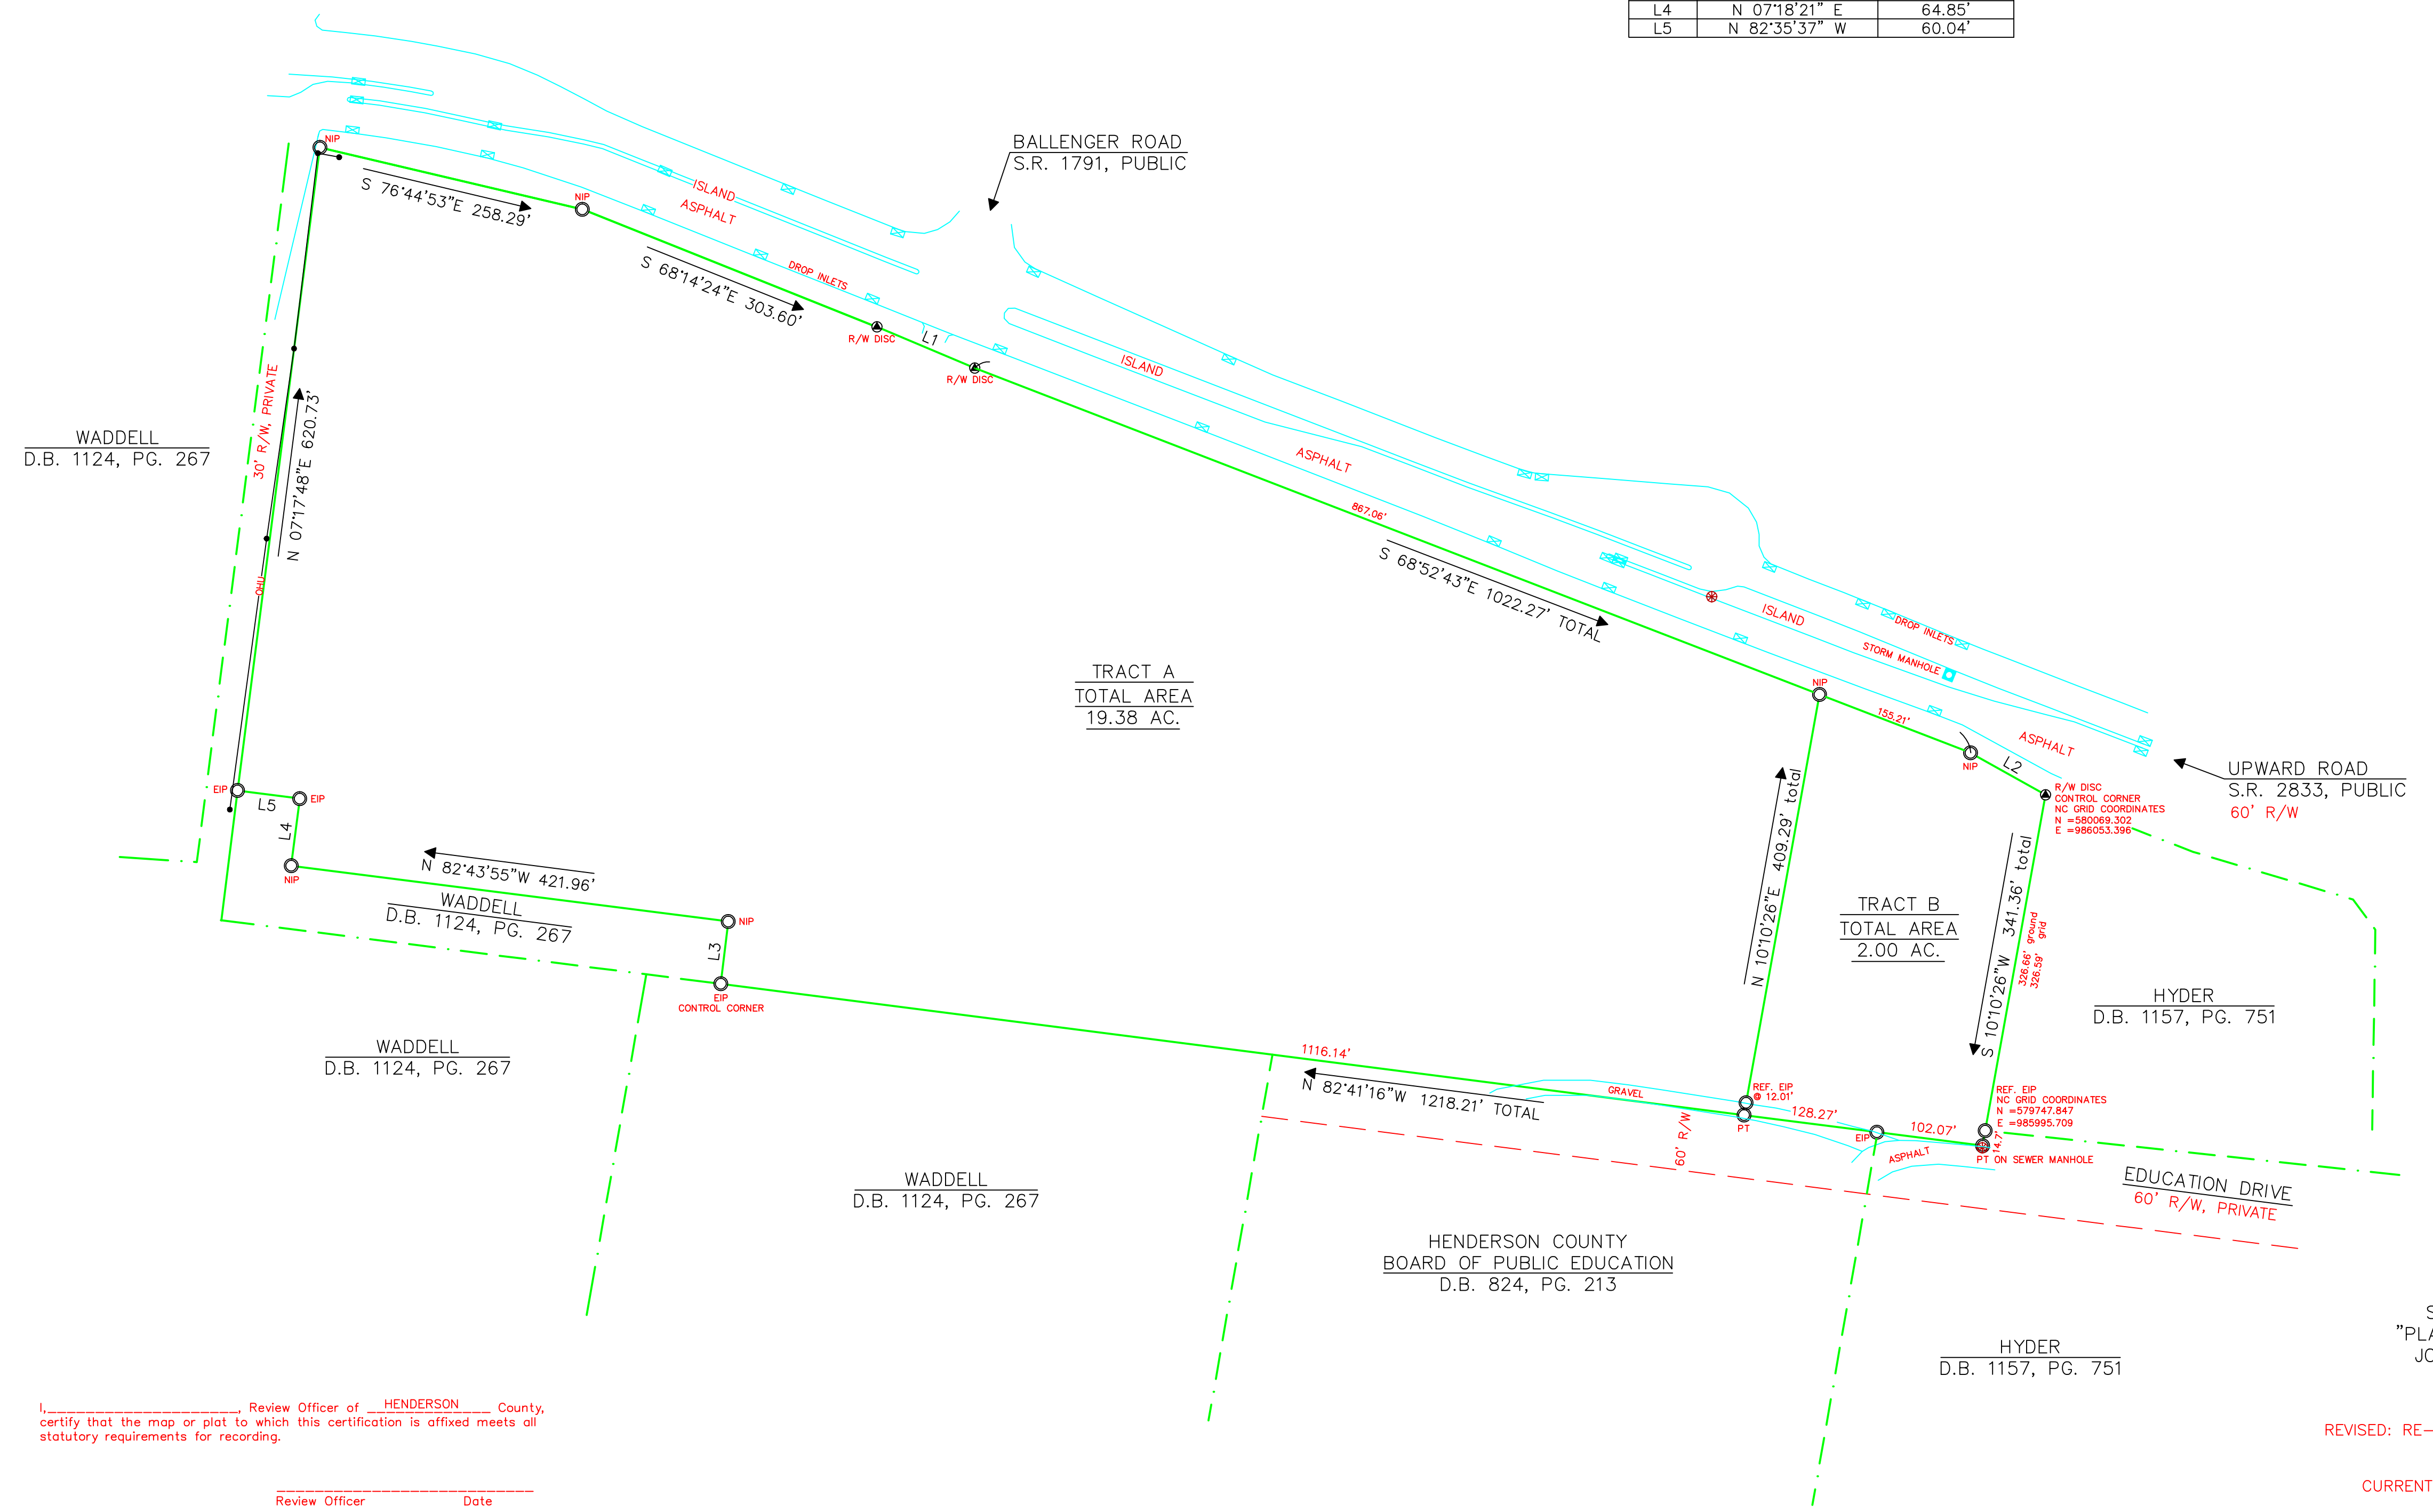 L4 N 07°18'21" E 64.85'
L5 N 82°35'37" W 60.04'
BALLENGER ROAD
S.R. 1791, PUBLIC
NIP
S 76°44'53"E 258.29'
NIP
ISLAND
ASPHALT
S 68°14'24"E 303.60'
DROP INLETS
R/W DISC
L1
R/W DISC
ISLAND
30' R/W, PRIVATE
N 07°17'48"E 620.73'
WADDELL
D.B. 1124, PG. 267
OHU
ASPHALT
867.06'
S 68°52'43"E 1022.27' TOTAL
ISLAND
DROP INLETS
STORM MANHOLE
TRACT A
TOTAL AREA
19.38 AC.
NIP
155.21'
ASPHALT
NIP
L2
UPWARD ROAD
S.R. 2833, PUBLIC
60' R/W
R/W DISC
CONTROL CORNER
NC GRID COORDINATES
N =580069.302
E =986053.396
EIP
L5
EIP
L4
NIP
N 82°43'55"W 421.96'
WADDELL
D.B. 1124, PG. 267
NIP
L3
EIP
CONTROL CORNER
N 10°10'26"E 409.29' total
TRACT B
TOTAL AREA
2.00 AC.
S 10°10'26"W 341.36' total
326.66' ground
326.59' grid
HYDER
D.B. 1157, PG. 751
WADDELL
D.B. 1124, PG. 267
1116.14'
N 82°41'16"W 1218.21' TOTAL
GRAVEL
REF. EIP
@ 12.01'
PT
128.27'
EIP
102.07'
REF. EIP
NC GRID COORDINATES
N =579747.847
E =985995.709
14.7'
PT ON SEWER MANHOLE
60' R/W
ASPHALT
EDUCATION DRIVE
60' R/W, PRIVATE
WADDELL
D.B. 1124, PG. 267
HENDERSON COUNTY
BOARD OF PUBLIC EDUCATION
D.B. 824, PG. 213
HYDER
D.B. 1157, PG. 751
S
"PLA
JO
REVISED: RE-
CURRENT
I,____________________, Review Officer of __HENDERSON____ County,
certify that the map or plat to which this certification is affixed meets all
statutory requirements for recording.
Review Officer Date